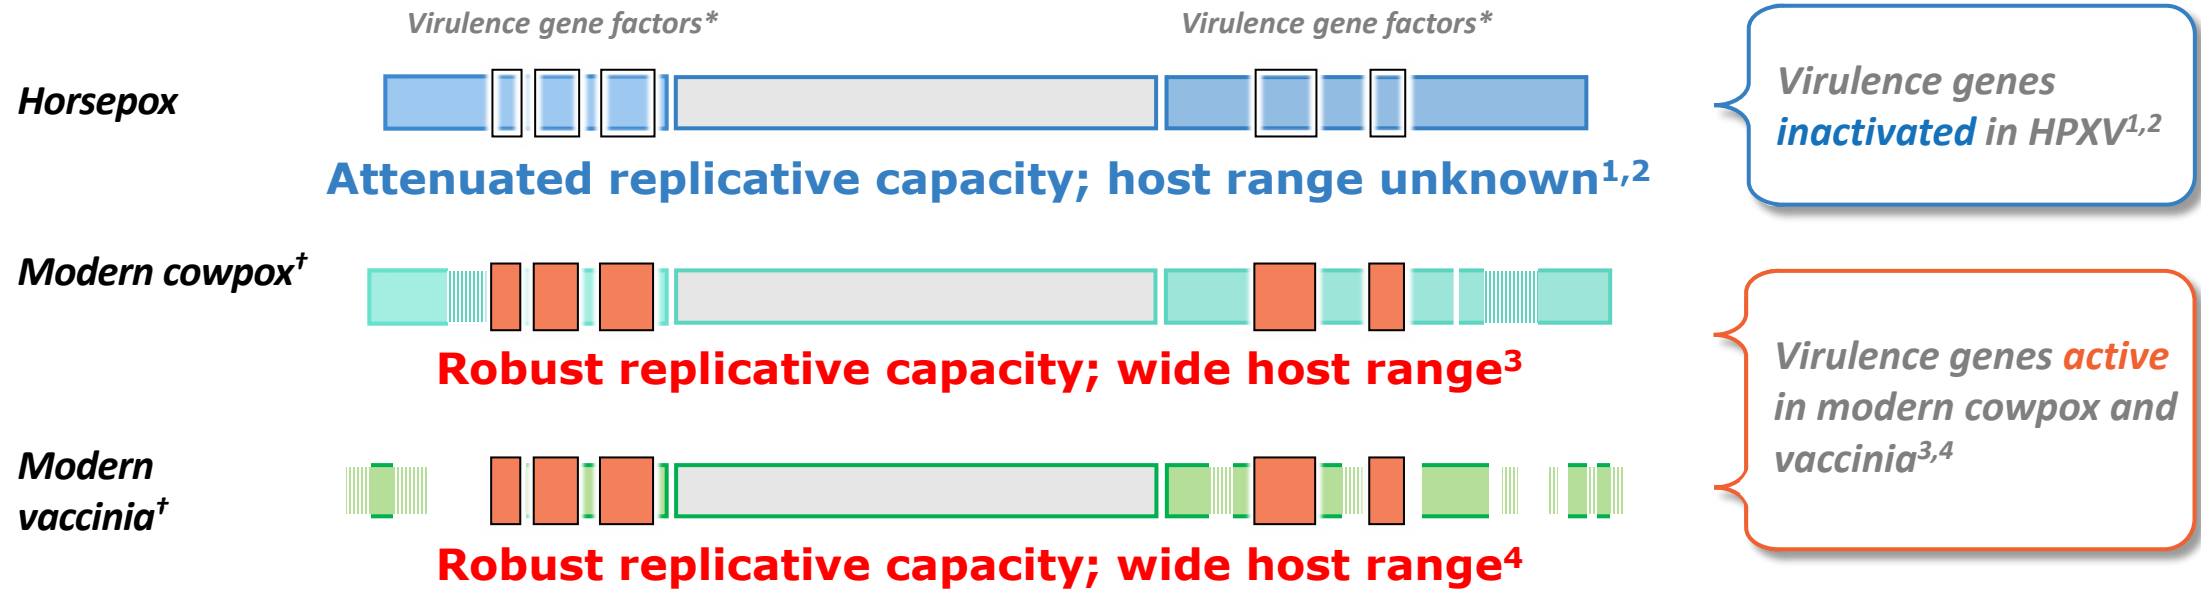 Virulence gene factors* Virulence gene factors*
Horsepox
Virulence genes
inactivated in HPXV1,2
Attenuated replicative capacity; host range unknown1,2
Modern cowpox†
Robust replicative capacity; wide host range3
Virulence genes active
in modern cowpox and
vaccinia3,4
Modern
vaccinia†
Robust replicative capacity; wide host range4